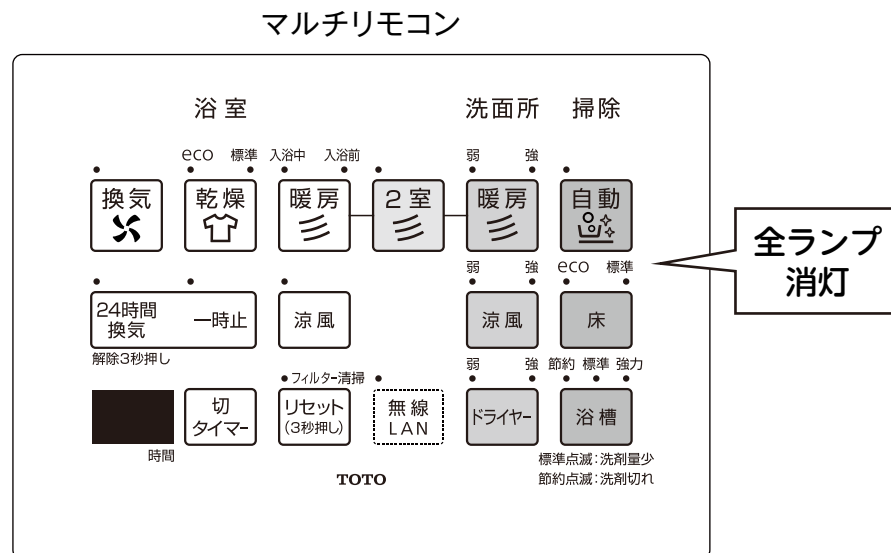 マルチリモコン
浴室 洗面所 掃除
eco 標準 入浴中 入浴前 弱 強
換気 乾燥 暖房 2室 暖房 自動
全ランプ
消灯
弱 強 eco 標準
24時間
換気 一時止 涼風 涼風 床
解除3秒押し
弱 強 節約 標準 強力
フィルター清掃
切
タイマー
リセット
(3秒押し)
無線
LAN
ドライヤー 浴槽
時間
標準点滅:洗剤量少
節約点滅:洗剤切れ
TOTO